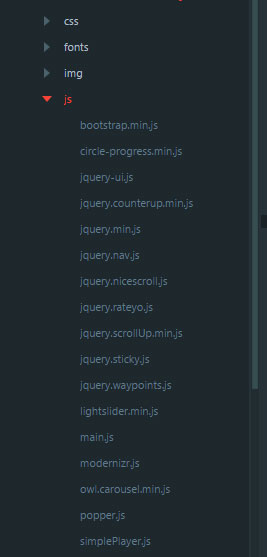 css
fonts
img
js
bootstrap.min.js
circle-progress.min.js
jquery-ui.js
jquery.counterup.min.js
jquery.min.js
jquery.nav.js
jquery.nicescroll.js
jquery.rateyo.js
jquery.scrollUp.min.js
jquery.sticky.js
jquery.waypoints.js
lightslider.min.js
main.js
modernizr.js
owl.carousel.min.js
popper.js
simplePlayer.js